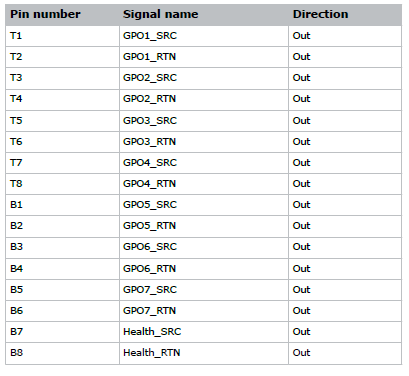 Pin number Signal name Direction
T1 GPO1_SRC Out
T2 GPO1_RTN Out
T3 GPO2_SRC Out
T4 GPO2_RTN Out
T5 GPO3_SRC Out
T6 GPO3_RTN Out
T7 GPO4_SRC Out
T8 GPO4_RTN Out
B1 GPO5_SRC Out
B2 GPO5_RTN Out
B3 GPO6_SRC Out
B4 GPO6_RTN Out
B5 GPO7_SRC Out
B6 GPO7_RTN Out
B7 Health_SRC Out
B8 Health_RTN Out